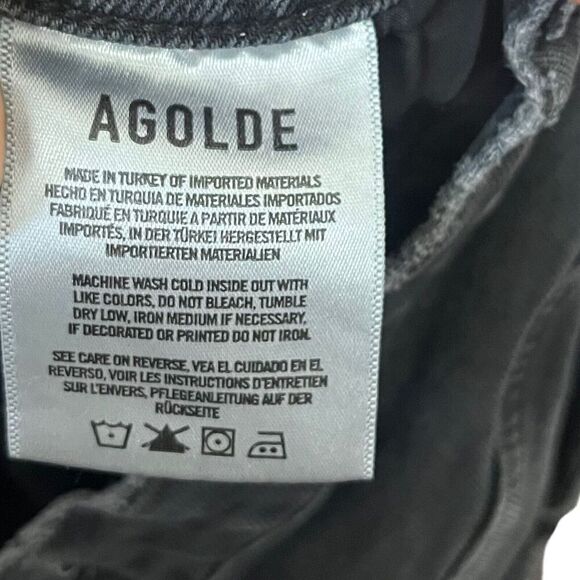 AGOLDE
MADE IN TURKEY OF IMPORTED MATERIALS
HECHO EN TURQUIA DE MATERIALES IMPORTADOS
FABRIQUÉ EN TURQUIE A PARTIR DE MATÉRIAUX
IMPORTÉS, IN DER TÜRKEI HERGESTELLT MIT
IMPORTIERTEN MATERIALIEN
MACHINE WASH COLD INSIDE OUT WITH
LIKE COLORS, DO NOT BLEACH, TUMBLE
DRY LOW, IRON MEDIUM IF NECESSARY.
IF DECORATED OR PRINTED DO NOT IRON.
SEE CARE ON REVERSE, VEA EL CUIDADO EN EL
REVERSO, VOIR LES INSTRUCTIONS D'ENTRETIEN
SUR L'ENVERS, PFLEGEANLEITUNG AUF DER
RÜCKSEITE